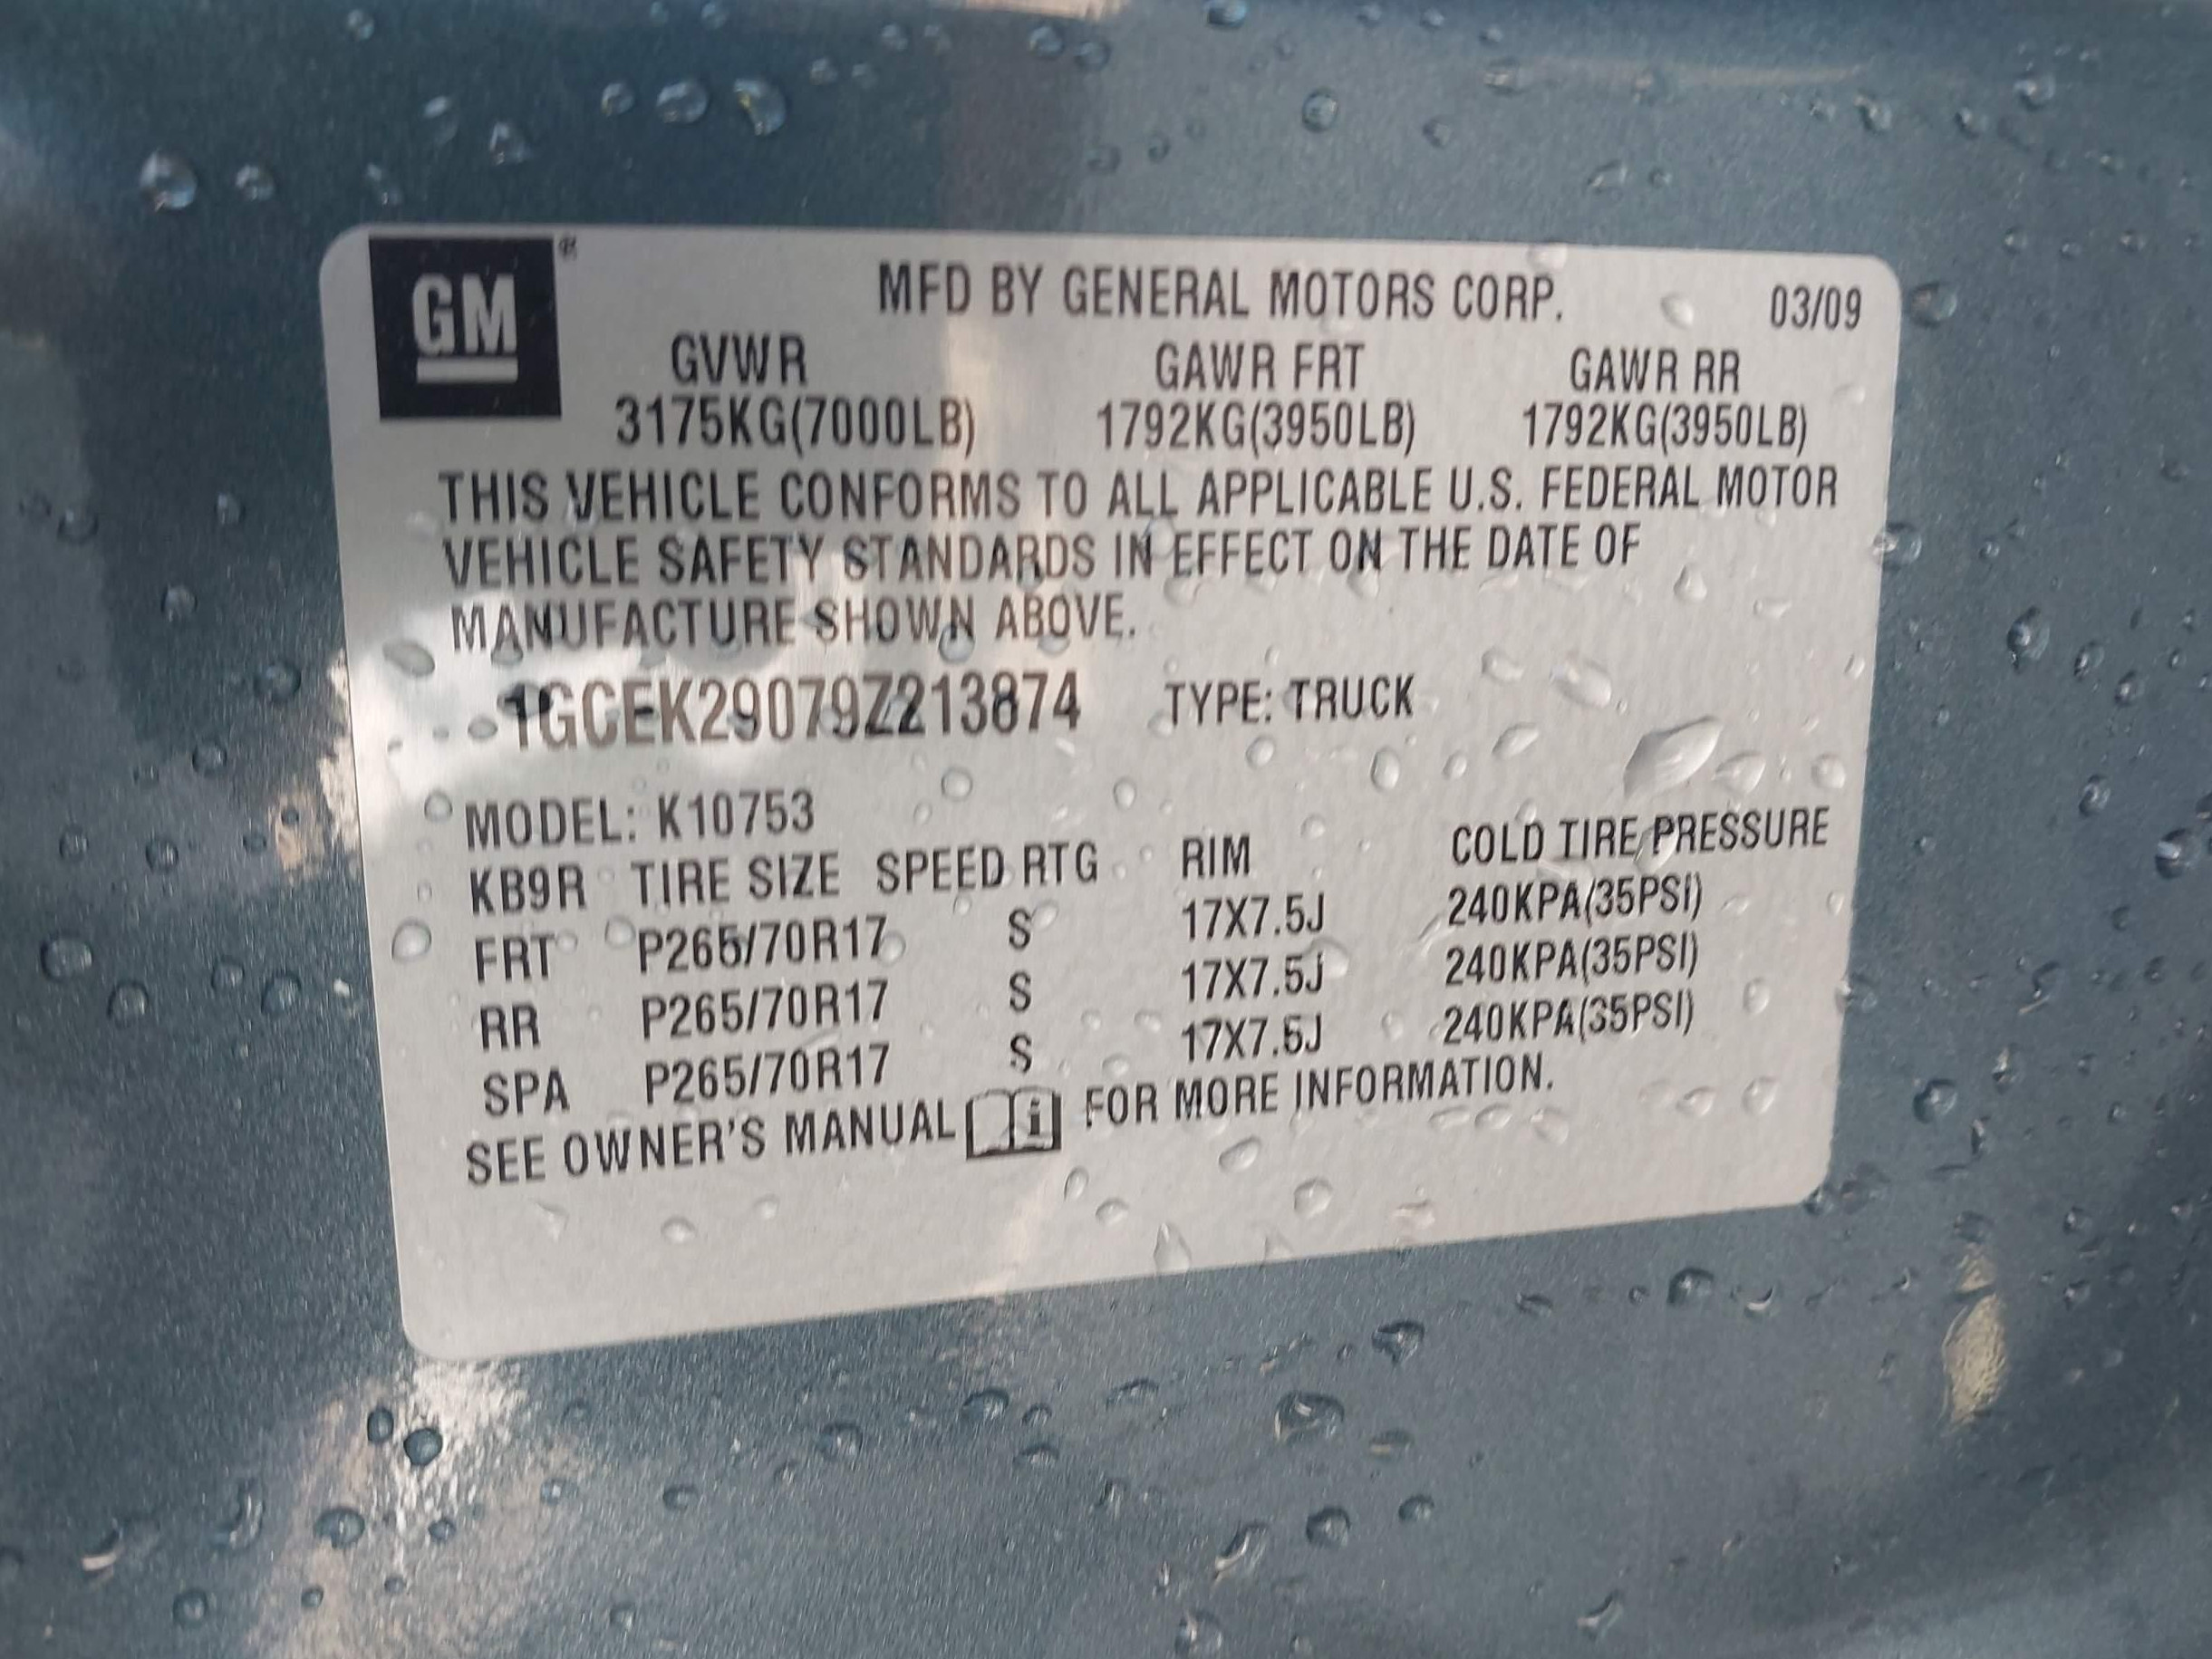 GM ®
MFD BY GENERAL MOTORS CORP. 03/09
GVWR GAWR FRT GAWR RR
3175KG(7000LB) 1792KG(3950LB) 1792KG(3950LB)
THIS VEHICLE CONFORMS TO ALL APPLICABLE U.S. FEDERAL MOTOR
VEHICLE SAFETY STANDARDS IN EFFECT ON THE DATE OF
MANUFACTURE SHOWN ABOVE.
1GCEK29079Z213874 TYPE: TRUCK
MODEL: K10753
KB9R TIRE SIZE SPEED RTG RIM COLD TIRE PRESSURE
FRT P265/70R17 S 17X7.5J 240KPA(35PSI)
RR P265/70R17 S 17X7.5J 240KPA(35PSI)
SPA P265/70R17 S 17X7.5J 240KPA(35PSI)
SEE OWNER'S MANUAL i FOR MORE INFORMATION.